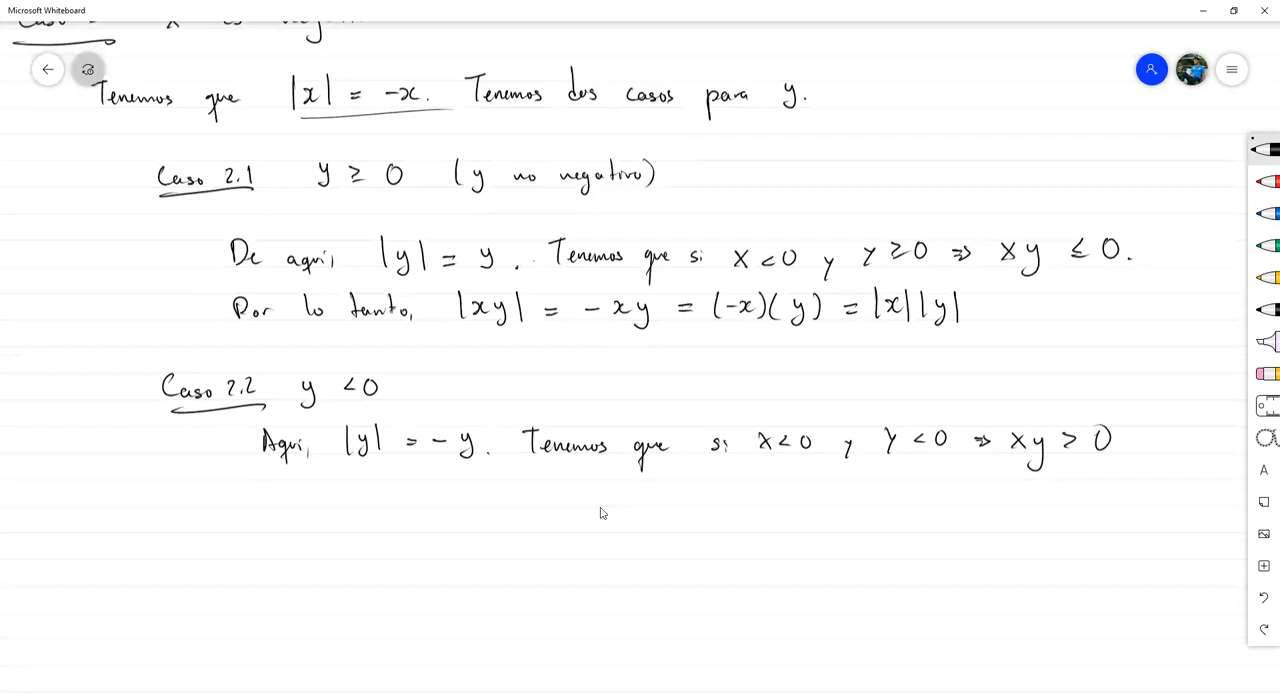 Microsoft Whiteboard
Tenemos que |x| = -x. Tenemos dos casos para y.
Caso 2.1 y ≥ 0 (y no negativo)
De aquí, |y| = y. Tenemos que si x<0 y y≥0 ⇒ xy ≤ 0.
Por lo tanto, |xy| = -xy = (-x)(y) = |x||y|
Caso 2.2 y <0
Aquí, |y| = -y. Tenemos que si x<0 y y<0 ⇒ xy > 0
A